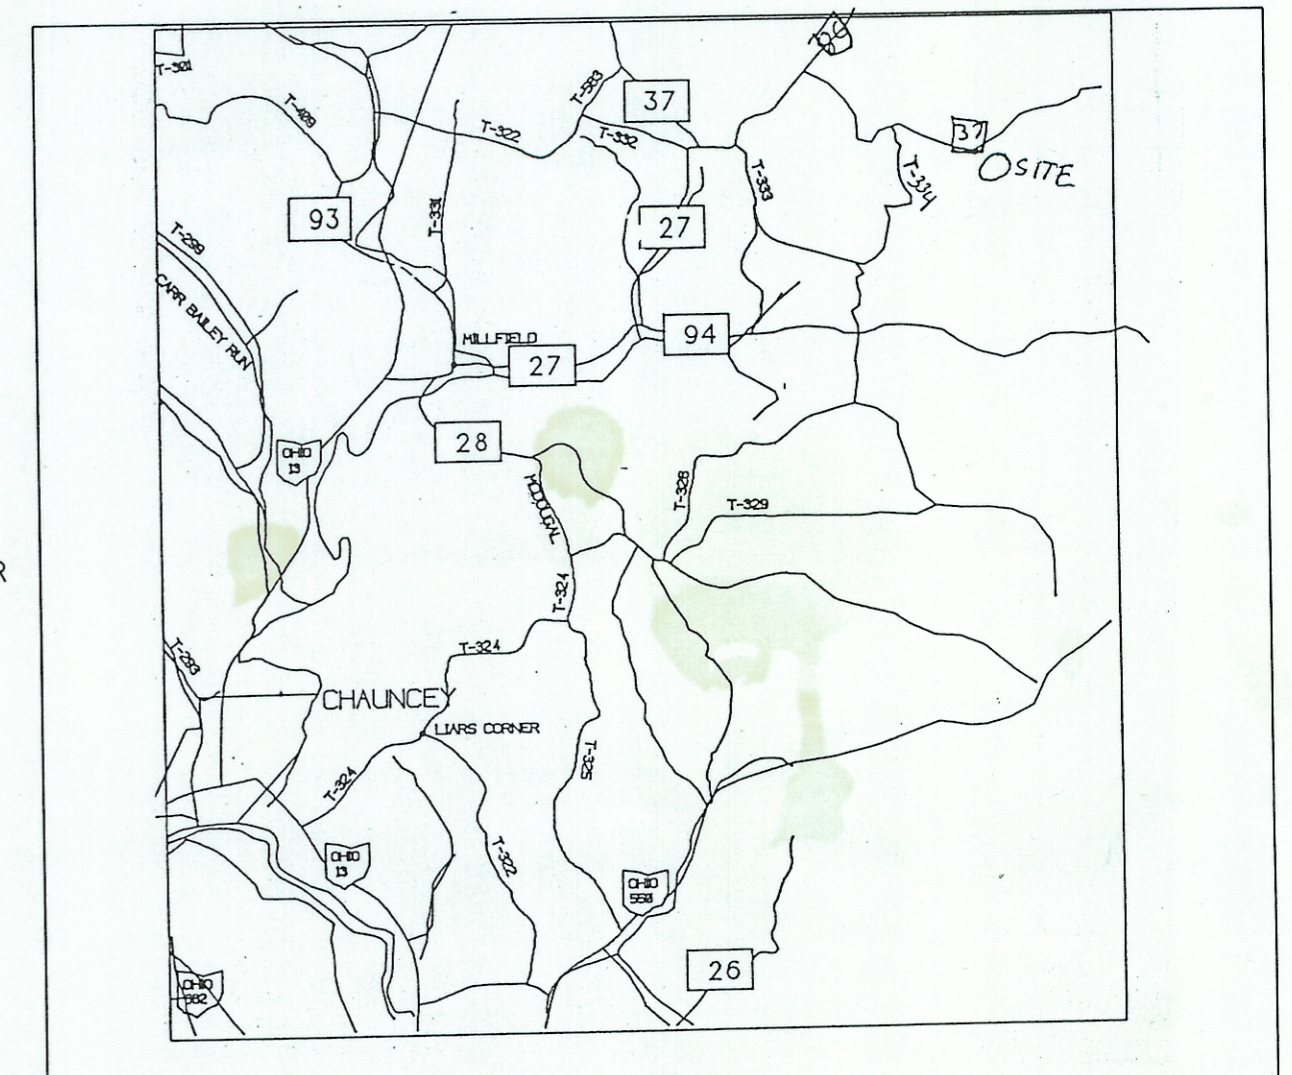 T-301
T-409
T-583
37
T-322
T-332
37
SITE
T-333
T-334
93
T-331
27
T-299
CARR BAILEY RUN
94
MILLFIELD
27
28
OHIO
13
MCDOUGAL
T-328
T-329
R
T-324
T-324
T-293
CHAUNCEY
LIARS CORNER
T-325
T-324
OHIO
13
T-322
OHIO
550
26
OHIO
682